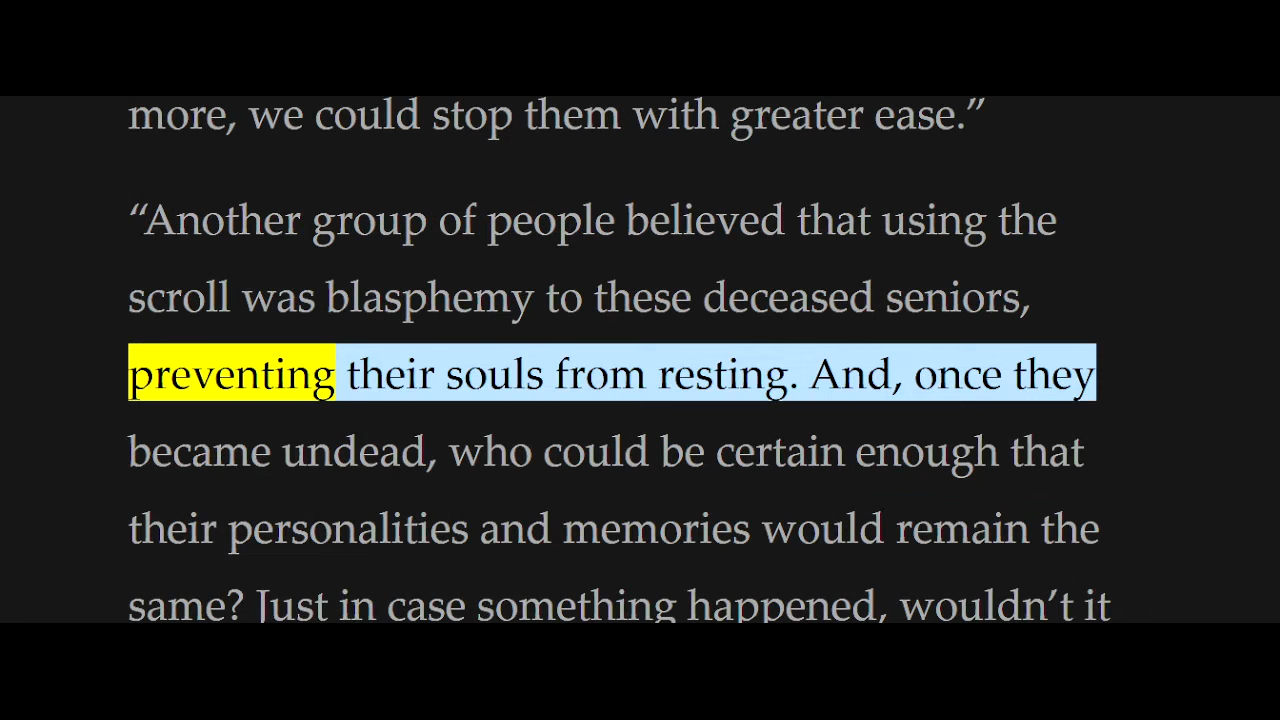 more, we could stop them with greater ease.”
“Another group of people believed that using the
scroll was blasphemy to these deceased seniors,
preventing their souls from resting. And, once they
became undead, who could be certain enough that
their personalities and memories would remain the
same? Just in case something happened, wouldn’t it